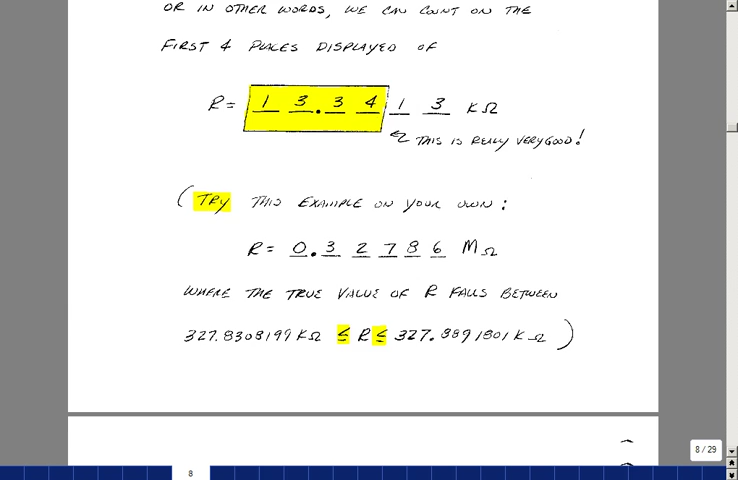 OR IN OTHER WORDS, WE CAN COUNT ON THE
FIRST 4 PLACES DISPLAYED OF
R = 1 3 . 3 4 1 3 KΩ
THIS IS REALLY VERY GOOD!
(TRY THIS EXAMPLE ON YOUR OWN:
R = 0 . 3 2 7 8 6 MΩ
WHERE THE TRUE VALUE OF R FALLS BETWEEN
327.8308199 KΩ ≤ R ≤ 327.8891801 KΩ)
8 / 29
8